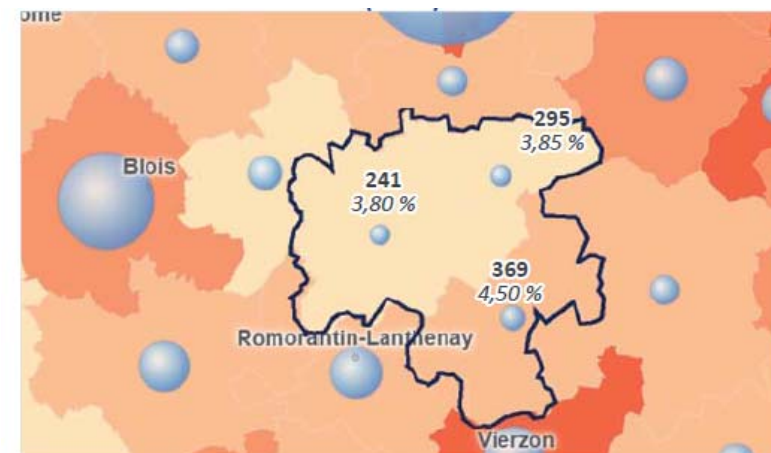 ome
295
3,85 %
Blois
241
3,80 %
369
4,50 %
Romorantin-Lanthenay
Vierzon